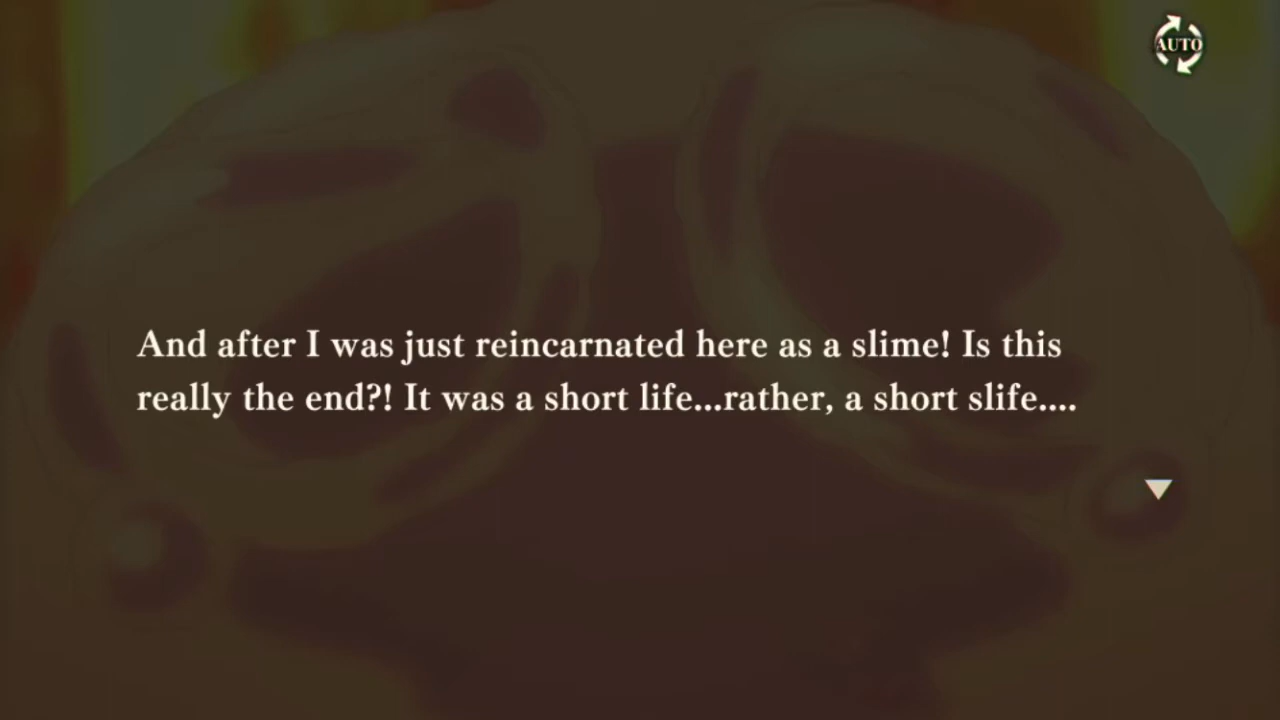 AUTO
And after I was just reincarnated here as a slime! Is this
really the end?! It was a short life...rather, a short slife....